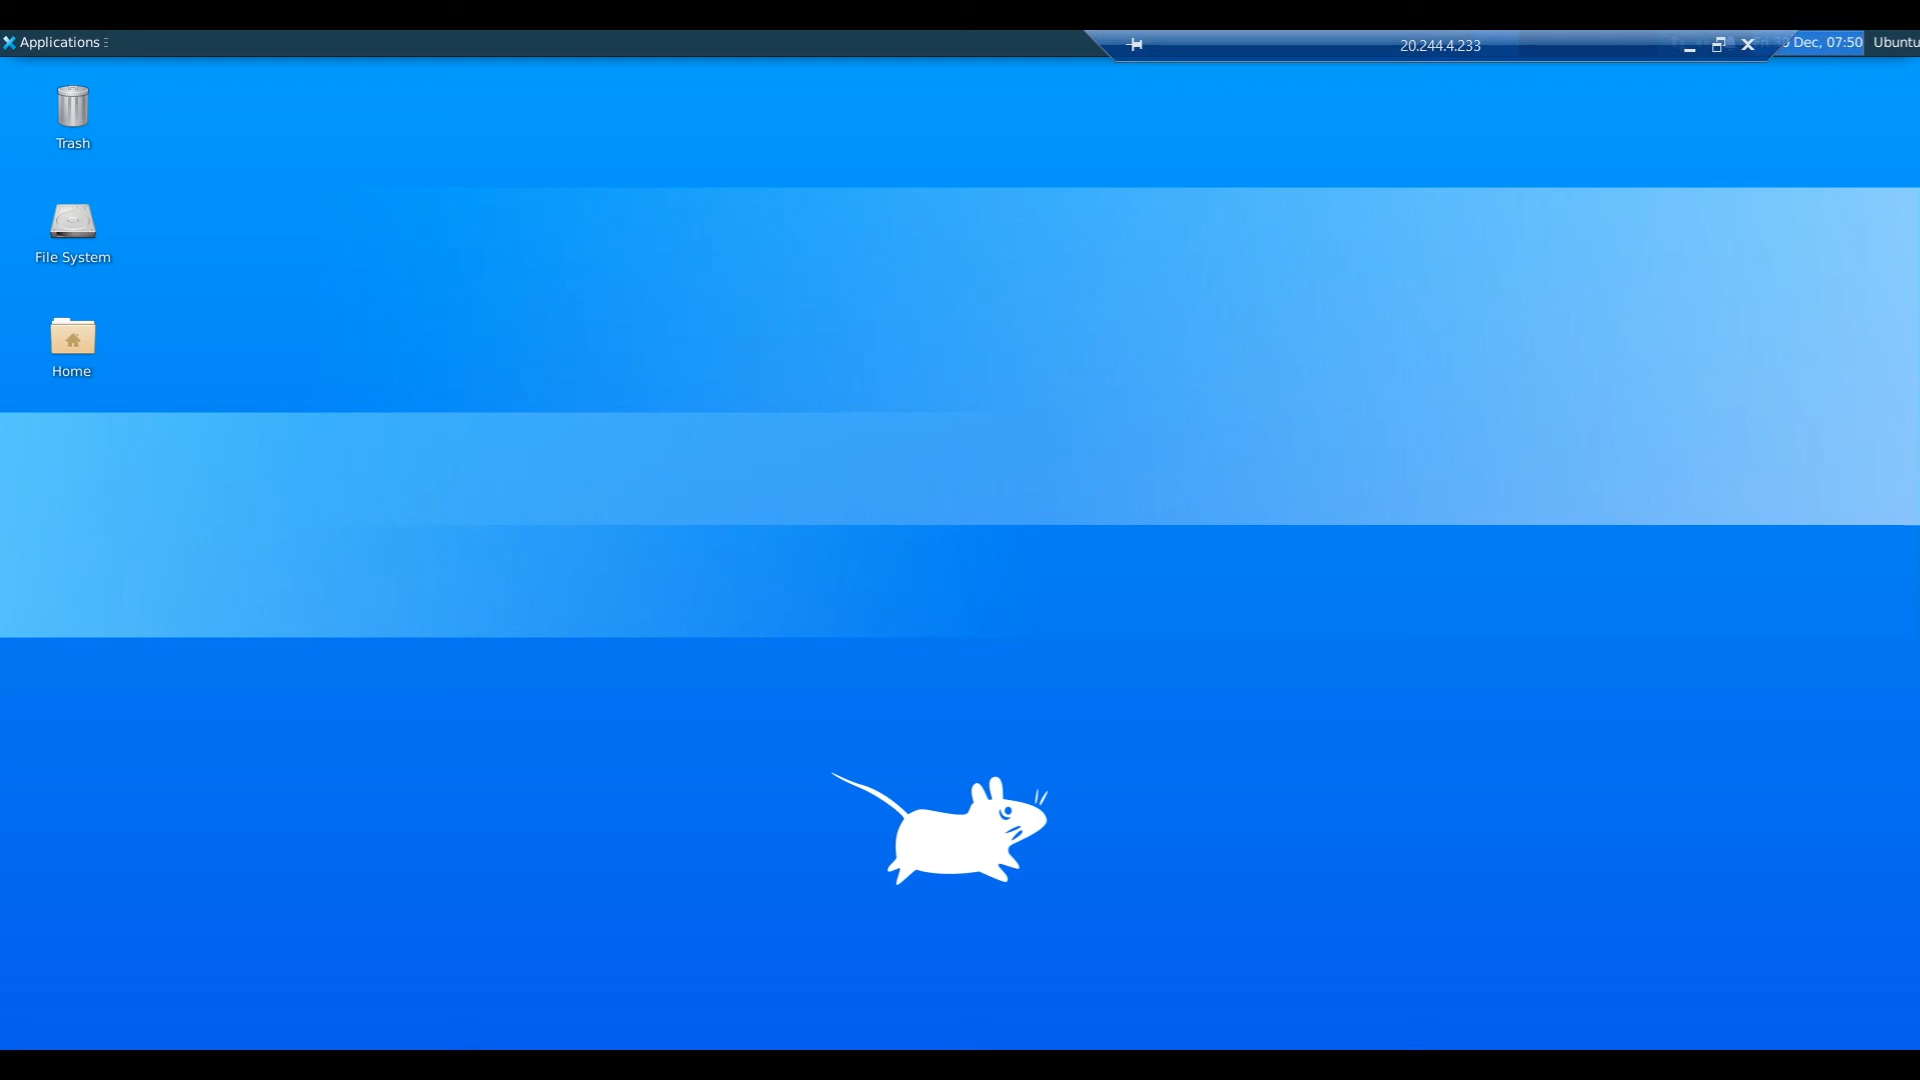 Applications
20.244.4.233
Dec, 07:50
Ubuntu
Trash
File System
Home